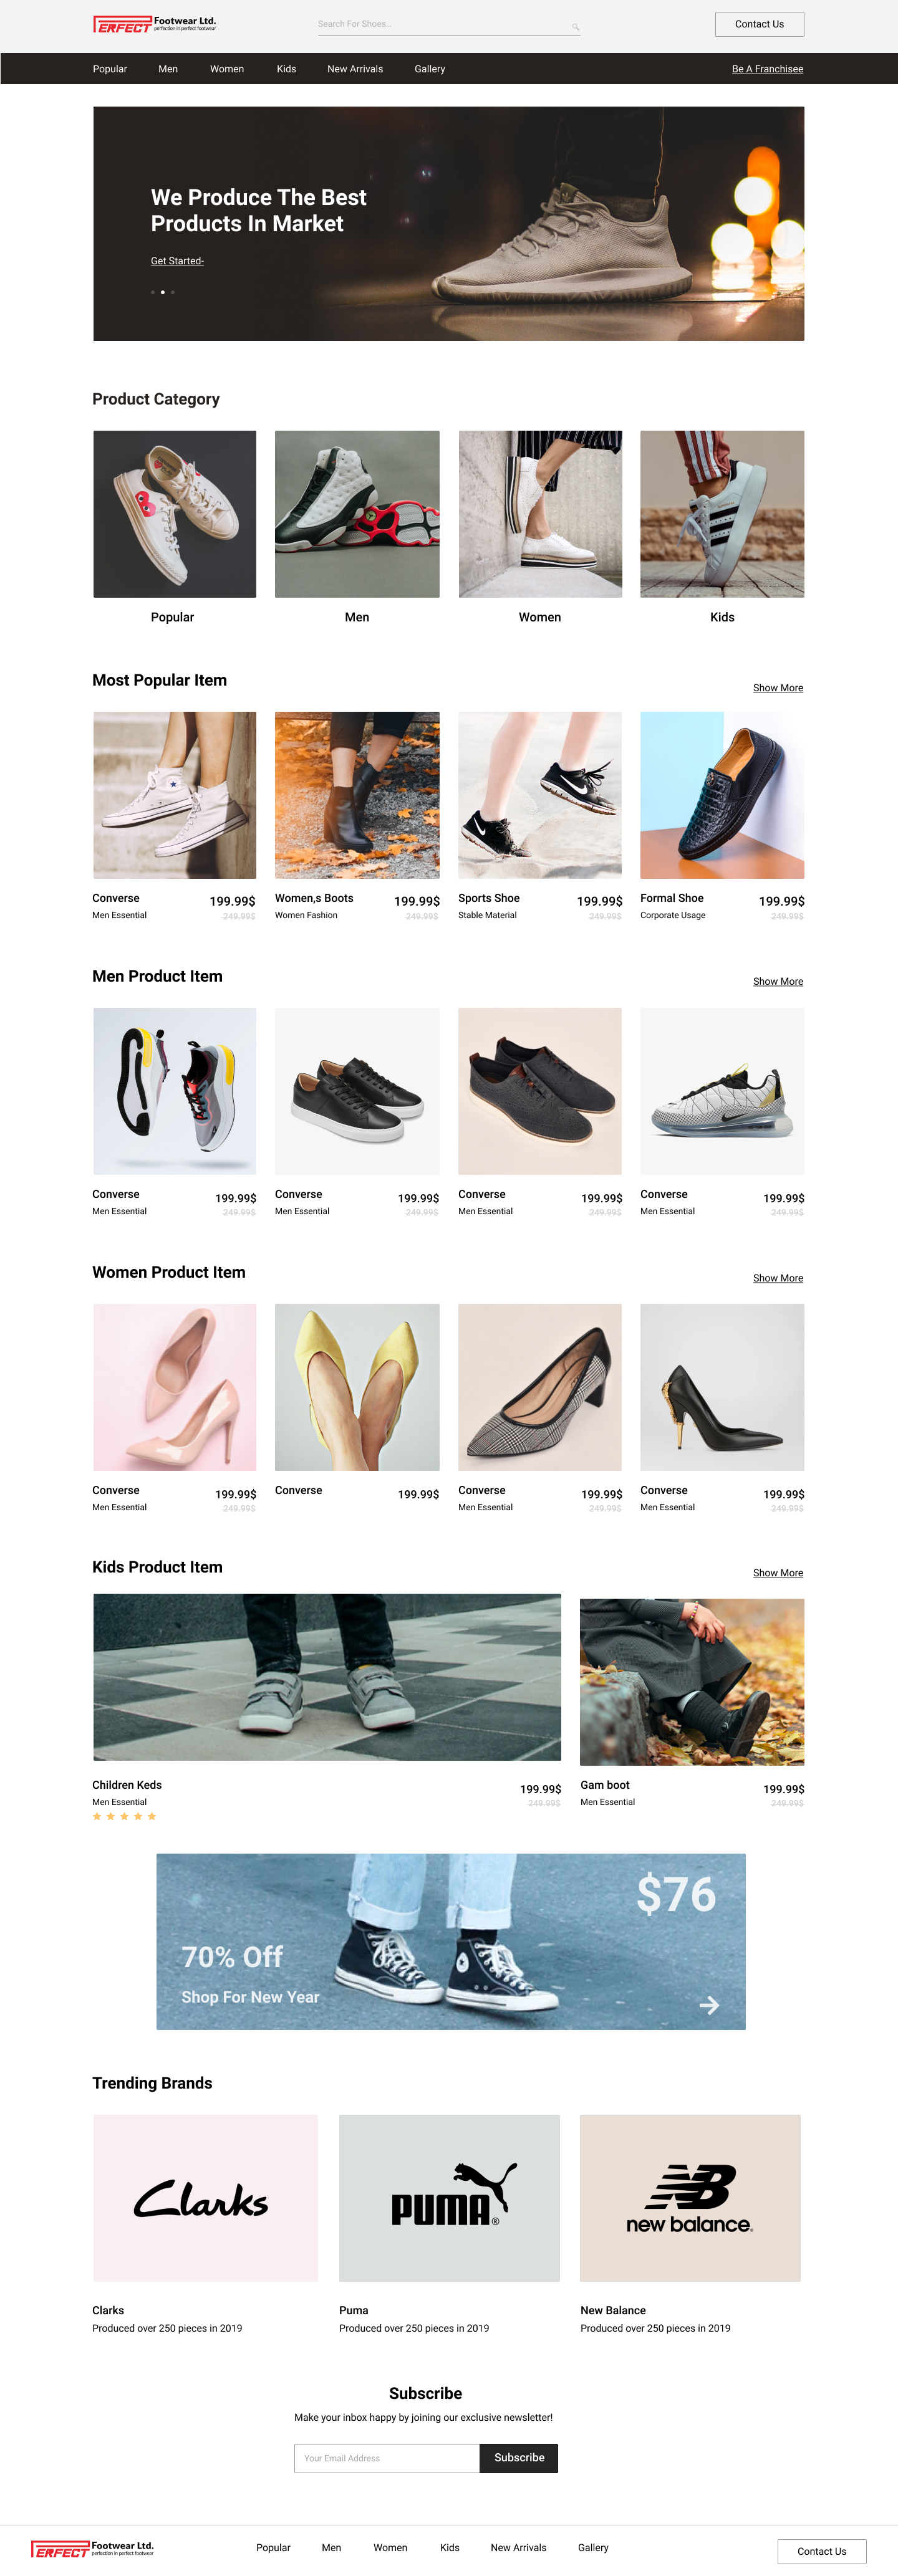 PERFECT Footwear Ltd.
perfection in perfect footwear
Search For Shoes...
Contact Us
Popular Men Women Kids New Arrivals Gallery Be A Franchisee
We Produce The Best
Products In Market
Get Started-
Product Category
Popular Men Women Kids
Most Popular Item
Show More
Converse 199.99$
Men Essential 249.99$
Women,s Boots 199.99$
Women Fashion 249.99$
Sports Shoe 199.99$
Stable Material 249.99$
Formal Shoe 199.99$
Corporate Usage 249.99$
Men Product Item
Show More
Converse 199.99$
Men Essential 249.99$
Converse 199.99$
Men Essential 249.99$
Converse 199.99$
Men Essential 249.99$
Converse 199.99$
Men Essential 249.99$
Women Product Item
Show More
Converse 199.99$
Men Essential 249.99$
Converse 199.99$
Converse 199.99$
Men Essential 249.99$
Converse 199.99$
Men Essential 249.99$
Kids Product Item
Show More
Children Keds 199.99$
Men Essential 249.99$
Gam boot 199.99$
Men Essential 249.99$
$76
70% Off
Shop For New Year
Trending Brands
Clarks
PUMA®
NB
new balance®
Clarks
Produced over 250 pieces in 2019
Puma
Produced over 250 pieces in 2019
New Balance
Produced over 250 pieces in 2019
Subscribe
Make your inbox happy by joining our exclusive newsletter!
Your Email Address
Subscribe
PERFECT Footwear Ltd.
perfection in perfect footwear
Popular Men Women Kids New Arrivals Gallery
Contact Us